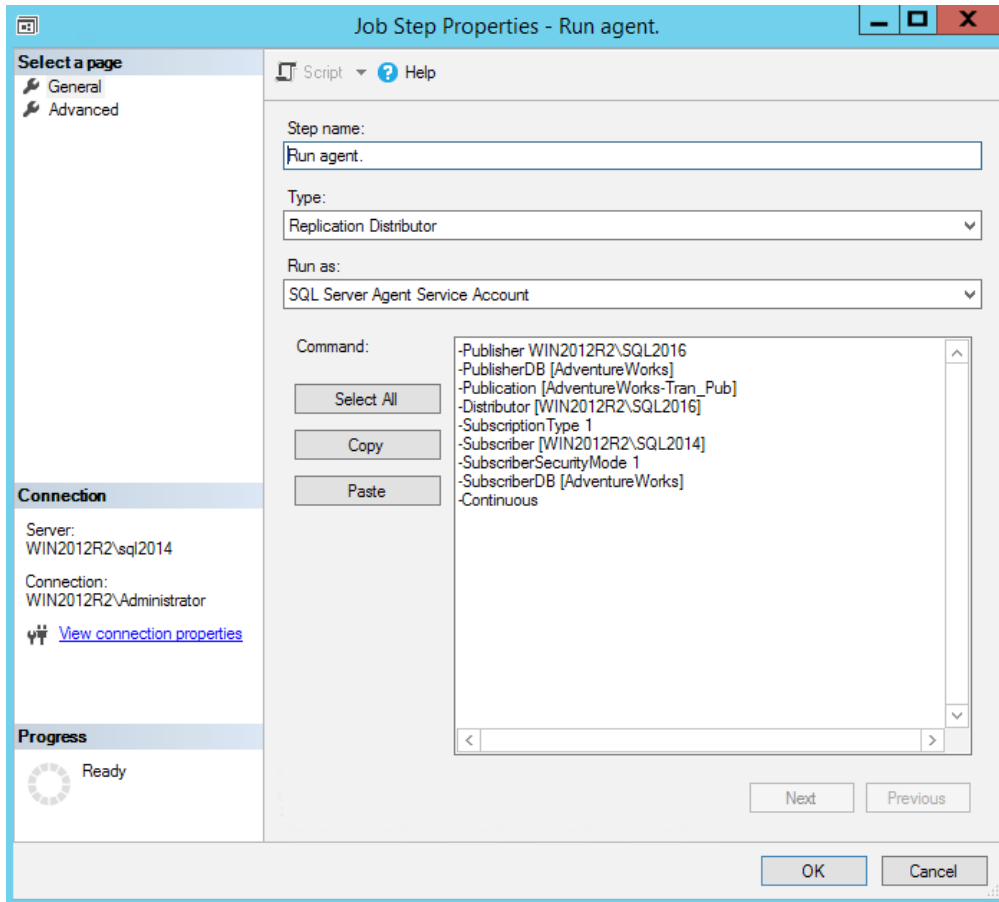 Job Step Properties - Run agent.
Select a page
General
Advanced
Script
Help
Step name:
Run agent.
Type:
Replication Distributor
Run as:
SQL Server Agent Service Account
Command:
Select All
Copy
Paste
-Publisher WIN2012R2\SQL2016
-PublisherDB [AdventureWorks]
-Publication [AdventureWorks-Tran_Pub]
-Distributor [WIN2012R2\SQL2016]
-SubscriptionType 1
-Subscriber [WIN2012R2\SQL2014]
-SubscriberSecurityMode 1
-SubscriberDB [AdventureWorks]
-Continuous
Connection
Server:
WIN2012R2\sql2014
Connection:
WIN2012R2\Administrator
View connection properties
Progress
Ready
Next
Previous
OK
Cancel